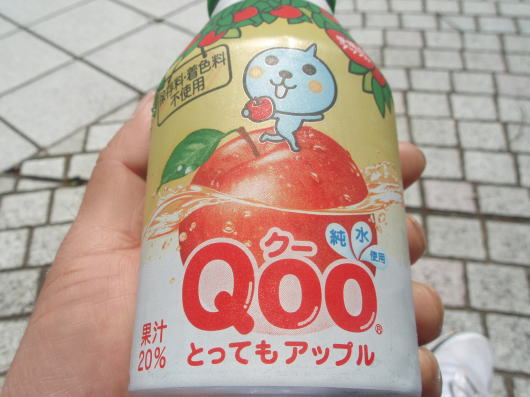 保存料・着色料
不使用
クー
純水
使用
Qoo®
果汁
20%
とってもアップル